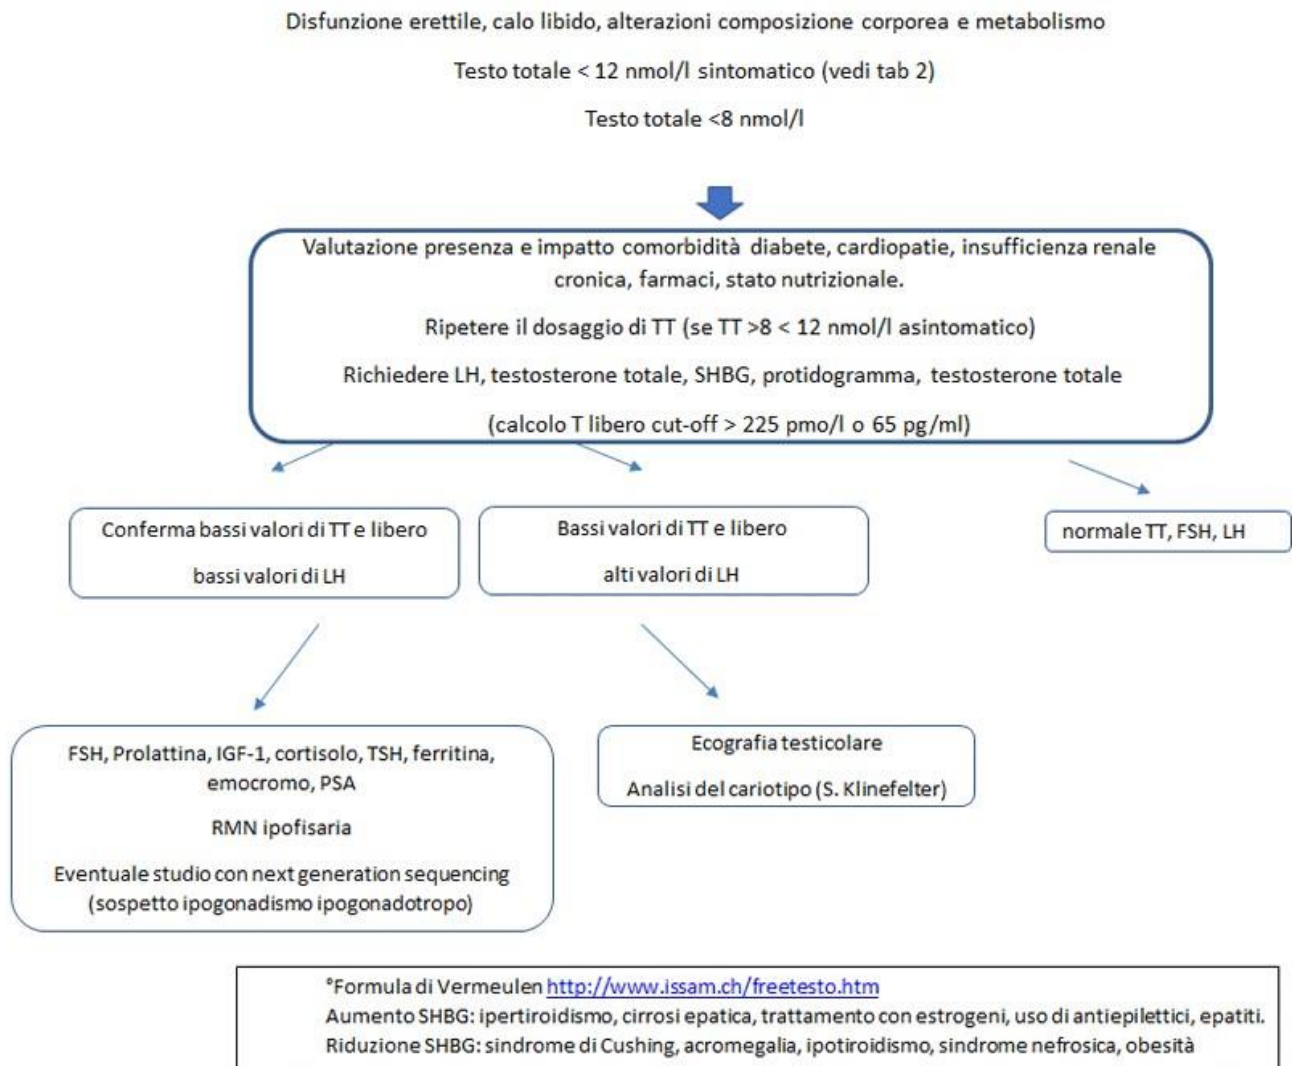 Disfunzione erettile, calo libido, alterazioni composizione corporea e metabolismo
Testo totale < 12 nmol/l sintomatico (vedi tab 2)
Testo totale <8 nmol/l
Valutazione presenza e impatto comorbidità diabete, cardiopatie, insufficienza renale
cronica, farmaci, stato nutrizionale.
Ripetere il dosaggio di TT (se TT >8 < 12 nmol/l asintomatico)
Richiedere LH, testosterone totale, SHBG, protidogramma, testosterone totale
(calcolo T libero cut-off > 225 pmo/l o 65 pg/ml)
Conferma bassi valori di TT e libero
bassi valori di LH
Bassi valori di TT e libero
alti valori di LH
normale TT, FSH, LH
FSH, Prolattina, IGF-1, cortisolo, TSH, ferritina,
emocromo, PSA
RMN ipofisaria
Eventuale studio con next generation sequencing
(sospetto ipogonadismo ipogonadotropo)
Ecografia testicolare
Analisi del cariotipo (S. Klinefelter)
°Formula di Vermeulen http://www.issam.ch/freetesto.htm
Aumento SHBG: ipertiroidismo, cirrosi epatica, trattamento con estrogeni, uso di antiepilettici, epatiti.
Riduzione SHBG: sindrome di Cushing, acromegalia, ipotiroidismo, sindrome nefrosica, obesità